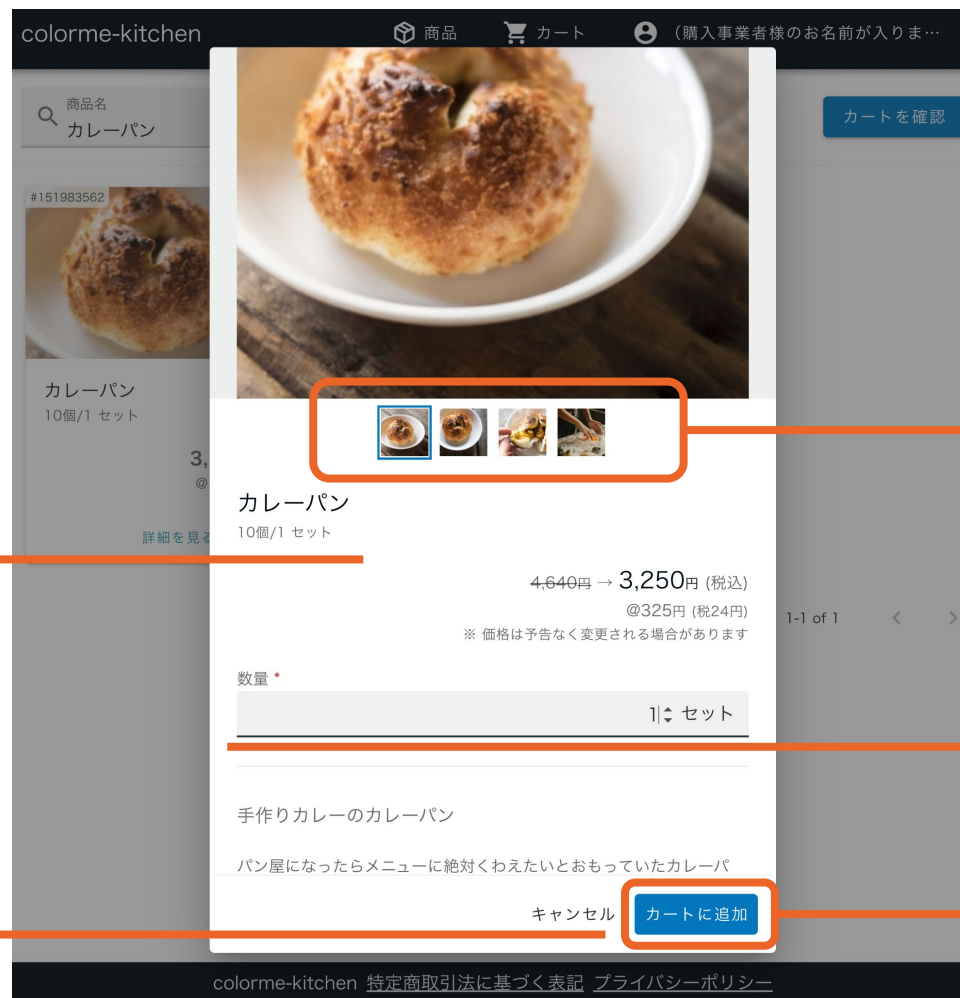 colorme-kitchen
商品
カート
（購入事業者様のお名前が入りま…
商品名
カレーパン
カートを確認
#151983562
カレーパン
10個/1 セット
3,
@
詳細を見る
カレーパン
10個/1 セット
4,640円 → 3,250円 (税込)
@325円 (税24円)
※ 価格は予告なく変更される場合があります
1-1 of 1
数量 *
1 セット
手作りカレーのカレーパン
パン屋になったらメニューに絶対くわえたいとおもっていたカレーパ
キャンセル
カートに追加
colorme-kitchen 特定商取引法に基づく表記 プライバシーポリシー